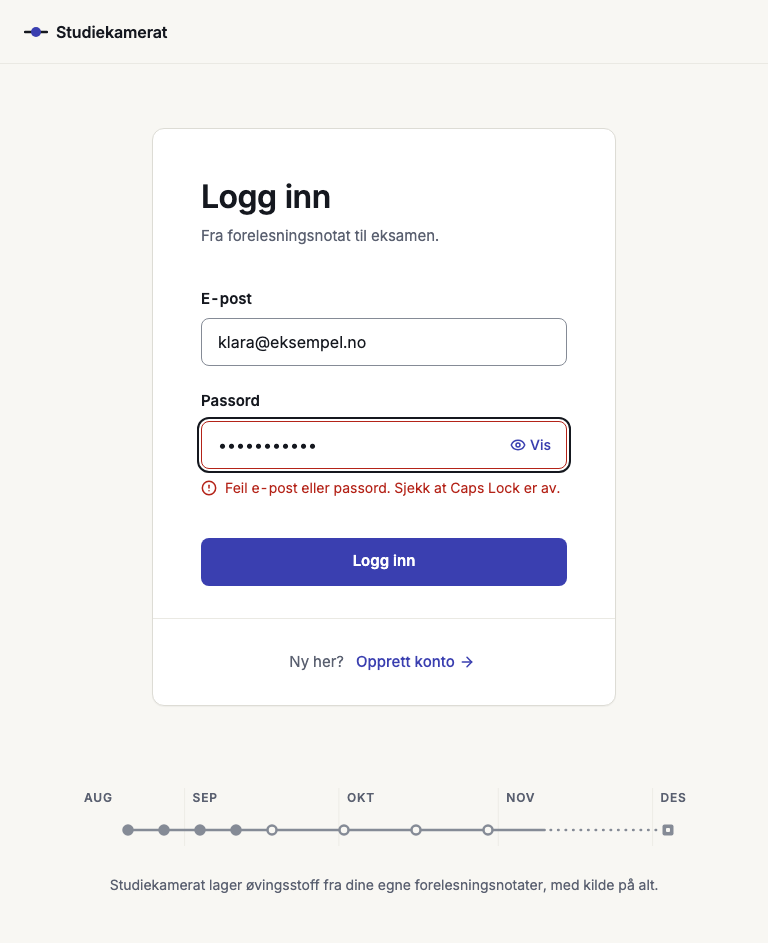 Studiekamerat
Logg inn
Fra forelesningsnotat til eksamen.
E-post
klara@eksempel.no
Passord
••••••••••• Vis
Feil e-post eller passord. Sjekk at Caps Lock er av.
Logg inn
Ny her? Opprett konto →
AUG SEP OKT NOV DES
Studiekamerat lager øvingsstoff fra dine egne forelesningsnotater, med kilde på alt.